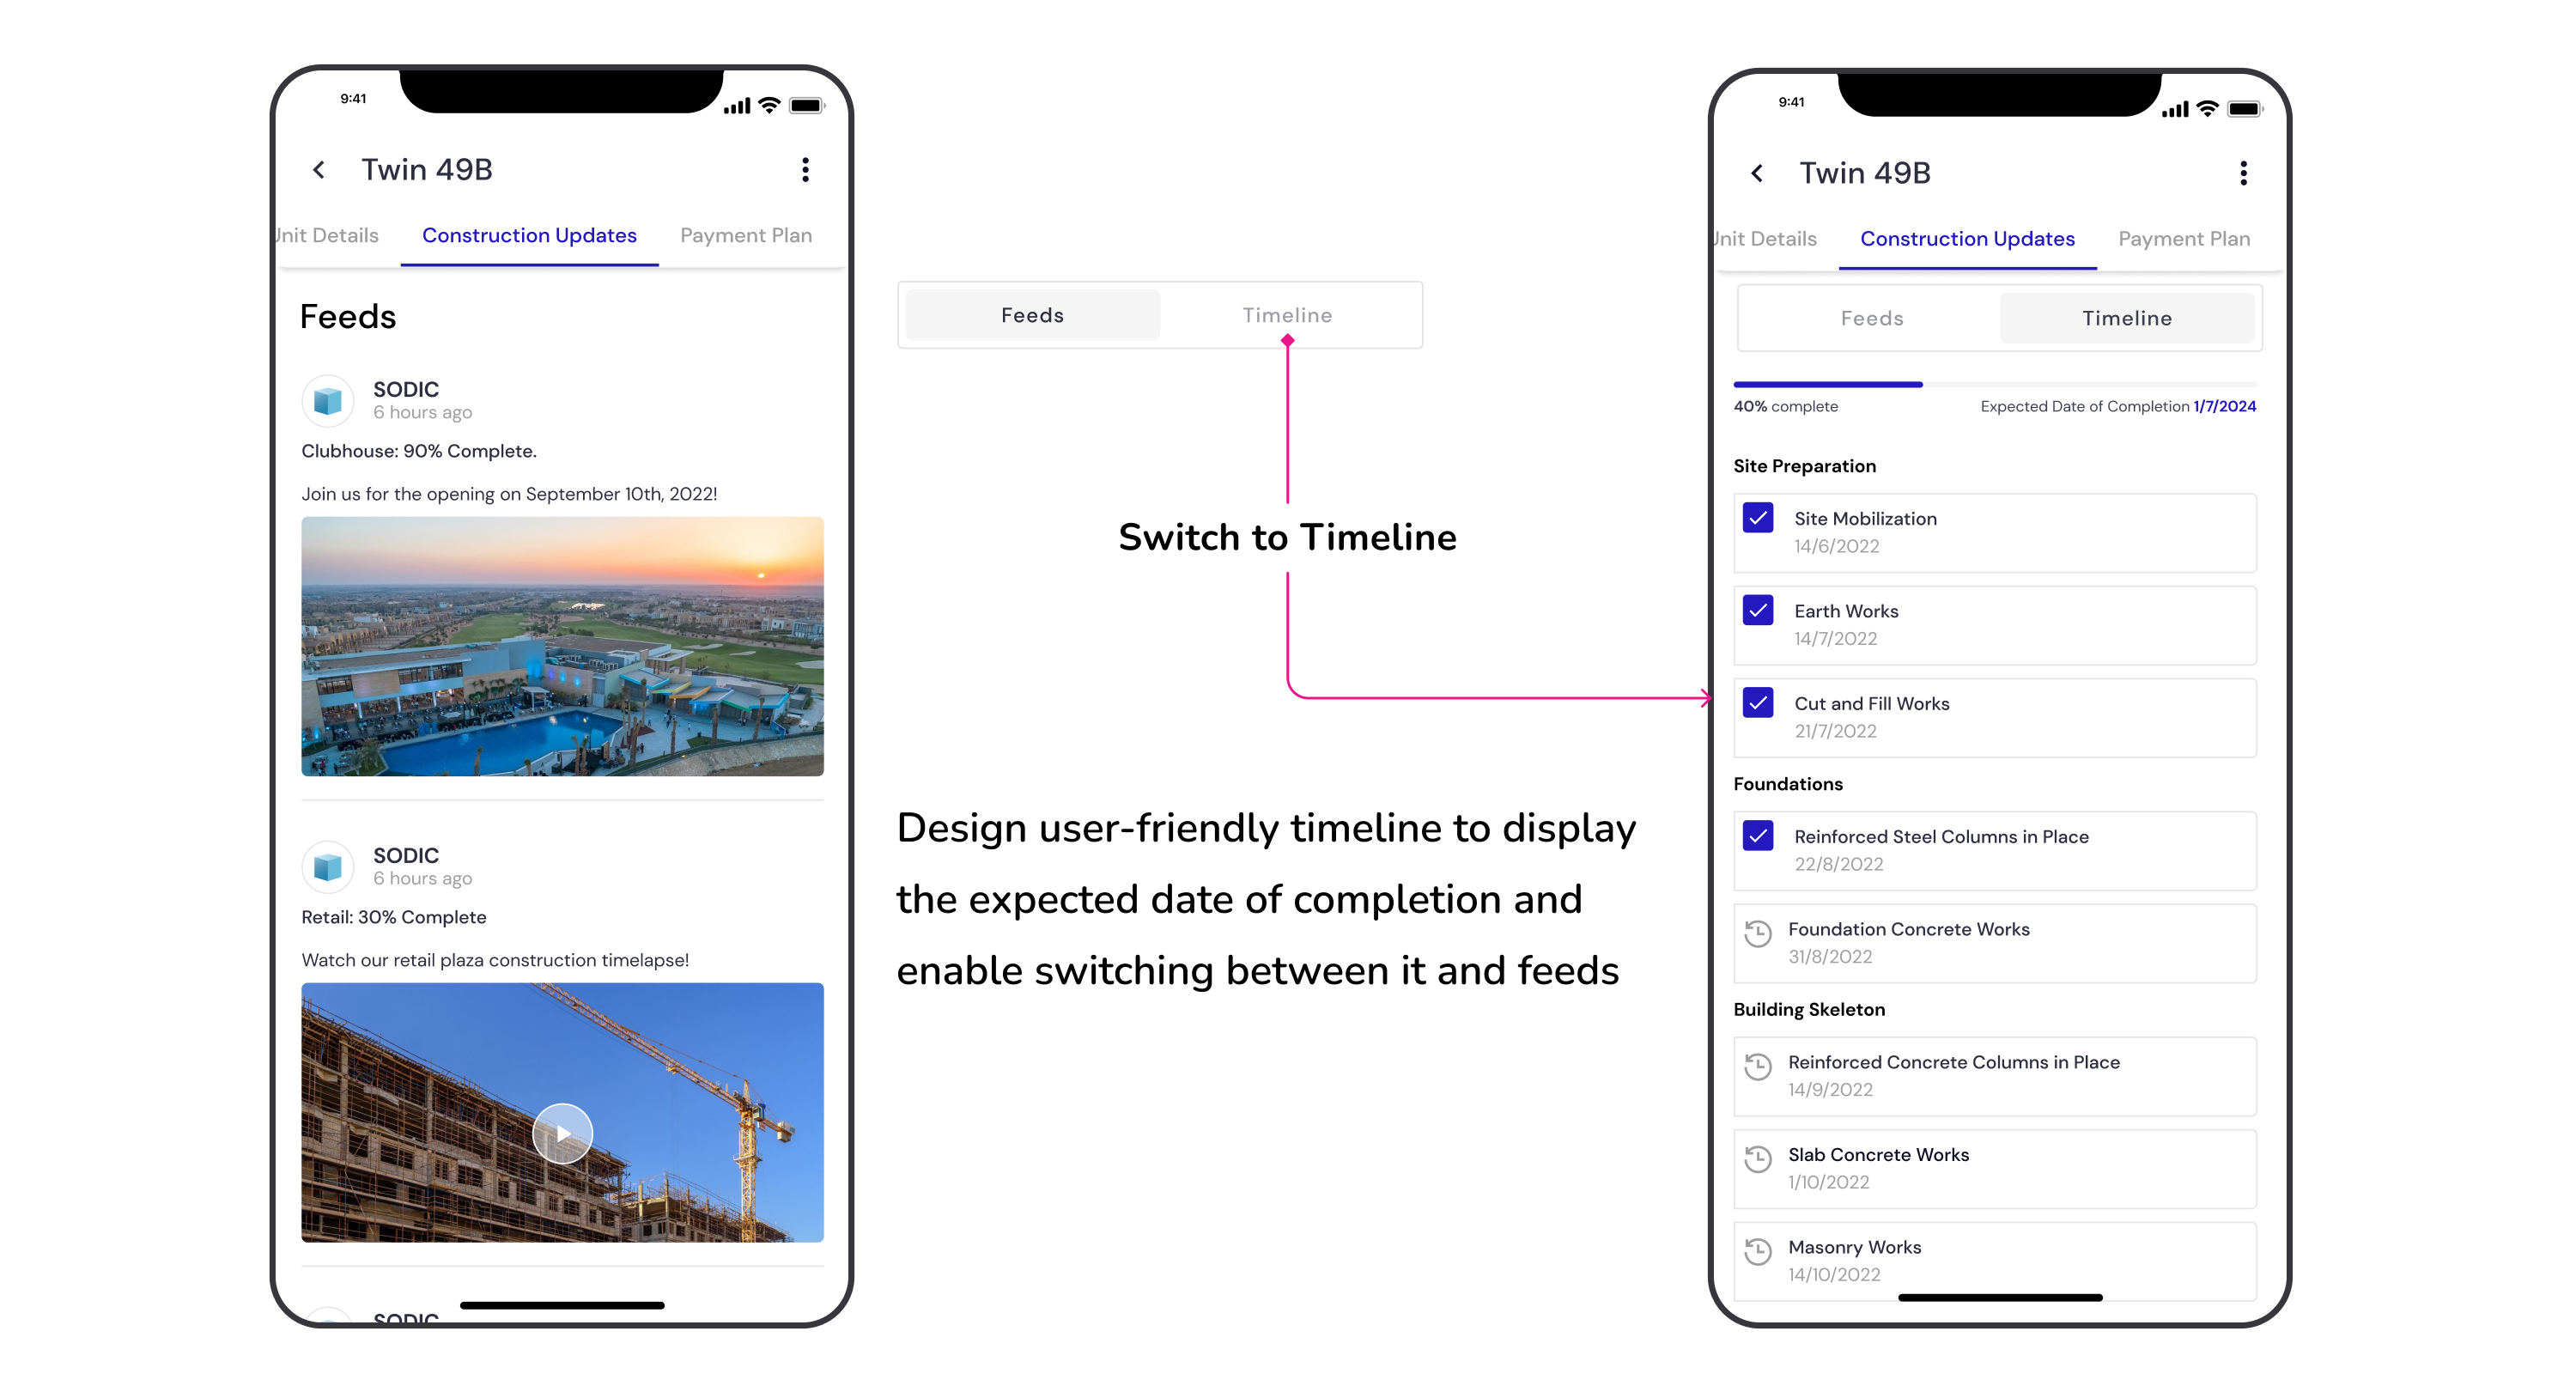 9:41
Twin 49B
Unit Details
Construction Updates
Payment Plan
Feeds
SODIC
6 hours ago
Clubhouse: 90% Complete.
Join us for the opening on September 10th, 2022!
SODIC
6 hours ago
Retail: 30% Complete
Watch our retail plaza construction timelapse!
SODIC
Feeds
Timeline
Switch to Timeline
Design user-friendly timeline to display
the expected date of completion and
enable switching between it and feeds
9:41
Twin 49B
Unit Details
Construction Updates
Payment Plan
Feeds
Timeline
40% complete
Expected Date of Completion 1/7/2024
Site Preparation
Site Mobilization
14/6/2022
Earth Works
14/7/2022
Cut and Fill Works
21/7/2022
Foundations
Reinforced Steel Columns in Place
22/8/2022
Foundation Concrete Works
31/8/2022
Building Skeleton
Reinforced Concrete Columns in Place
14/9/2022
Slab Concrete Works
1/10/2022
Masonry Works
14/10/2022